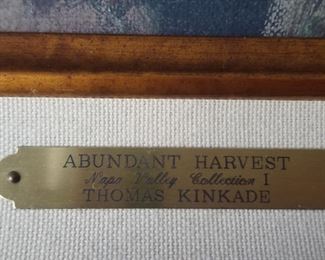 ABUNDANT HARVEST
Napa Valley Collection I
THOMAS KINKADE